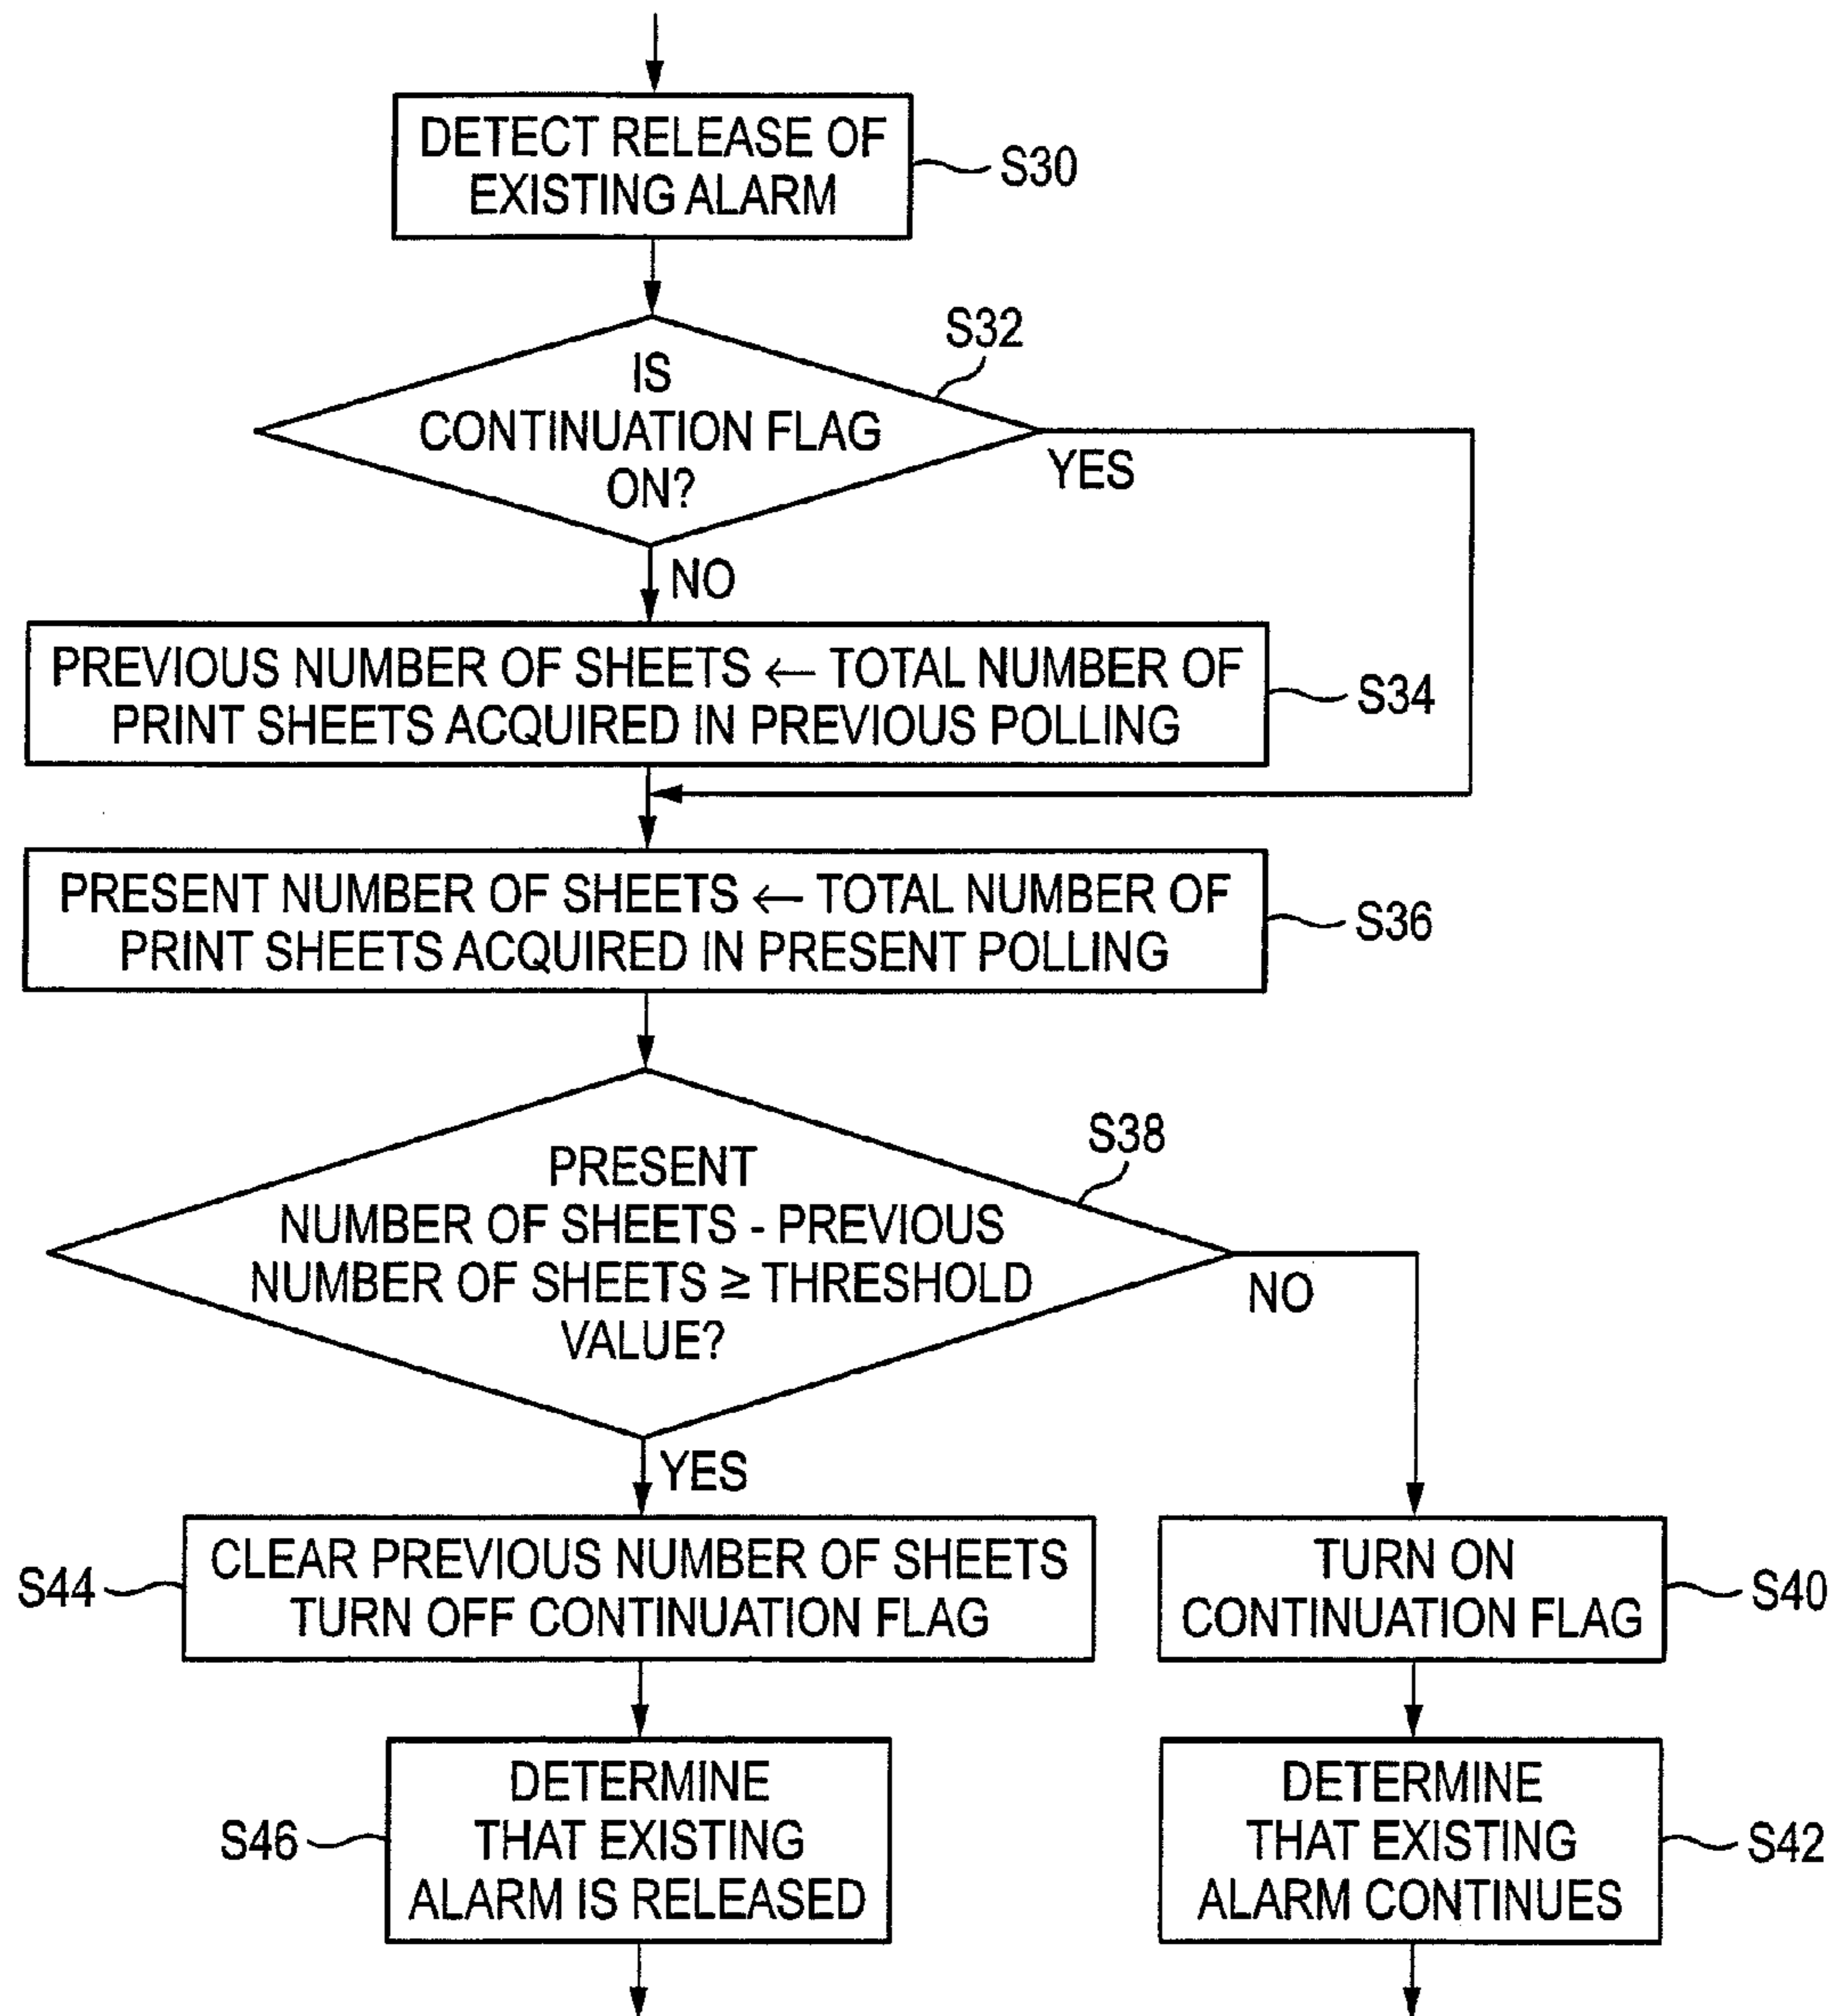 DETECT RELEASE OF
EXISTING ALARM
S30
S32
IS
CONTINUATION FLAG
ON?
YES
NO
PREVIOUS NUMBER OF SHEETS ← TOTAL NUMBER OF
PRINT SHEETS ACQUIRED IN PREVIOUS POLLING
S34
PRESENT NUMBER OF SHEETS ← TOTAL NUMBER OF
PRINT SHEETS ACQUIRED IN PRESENT POLLING
S36
S38
PRESENT
NUMBER OF SHEETS - PREVIOUS
NUMBER OF SHEETS ≧ THRESHOLD
VALUE?
NO
YES
S44
CLEAR PREVIOUS NUMBER OF SHEETS
TURN OFF CONTINUATION FLAG
TURN ON
CONTINUATION FLAG
S40
S46
DETERMINE
THAT EXISTING
ALARM IS RELEASED
DETERMINE
THAT EXISTING
ALARM CONTINUES
S42